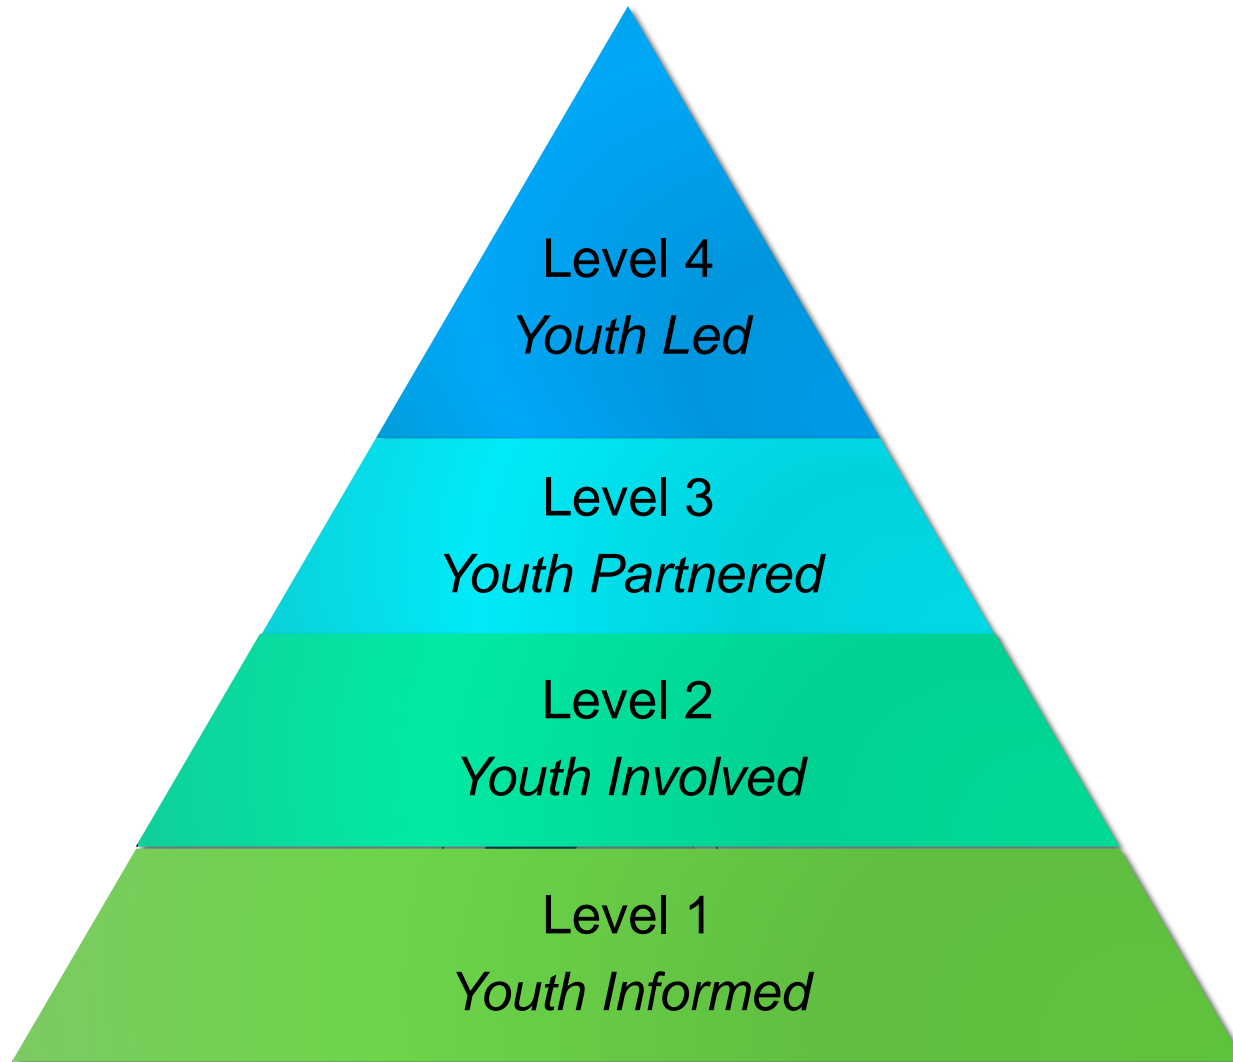 Level 4
Youth Led
Level 3
Youth Partnered
Level 2
Youth Involved
Level 1
Youth Informed